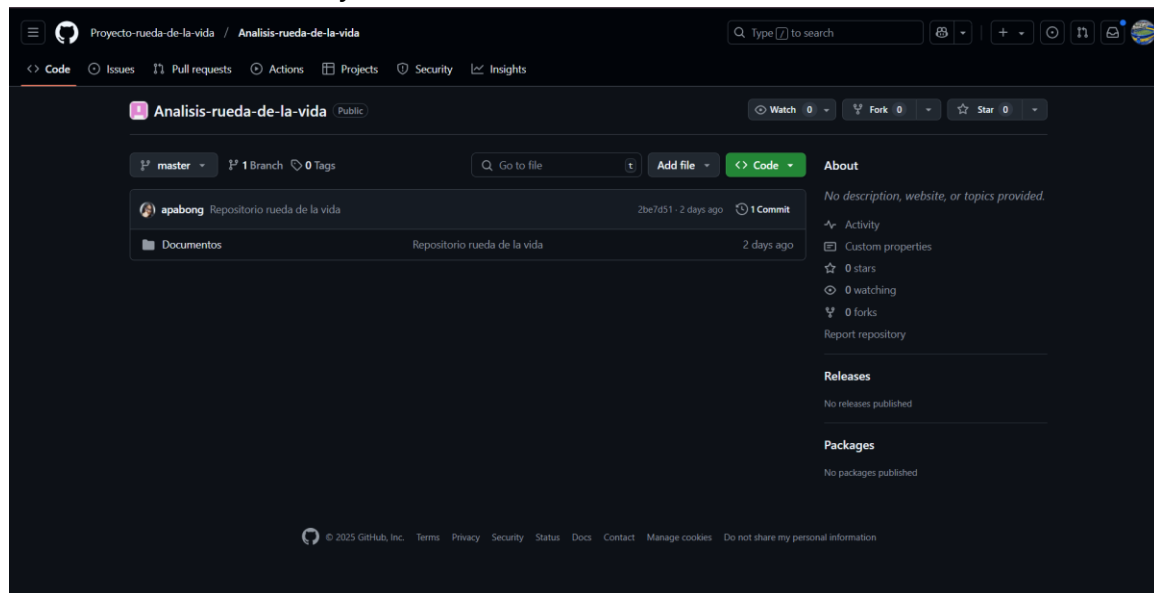 Proyecto-rueda-de-la-vida / Analisis-rueda-de-la-vida
Type / to search
Code Issues Pull requests Actions Projects Security Insights
Analisis-rueda-de-la-vida Public
Watch 0 Fork 0 Star 0
master 1 Branch 0 Tags
Go to file t Add file Code
About
No description, website, or topics provided.
apabong Repositorio rueda de la vida 2be7d51 · 2 days ago 1 Commit
Documentos Repositorio rueda de la vida 2 days ago
Activity
Custom properties
0 stars
0 watching
0 forks
Report repository
Releases
No releases published
Packages
No packages published
© 2025 GitHub, Inc. Terms Privacy Security Status Docs Contact Manage cookies Do not share my personal information